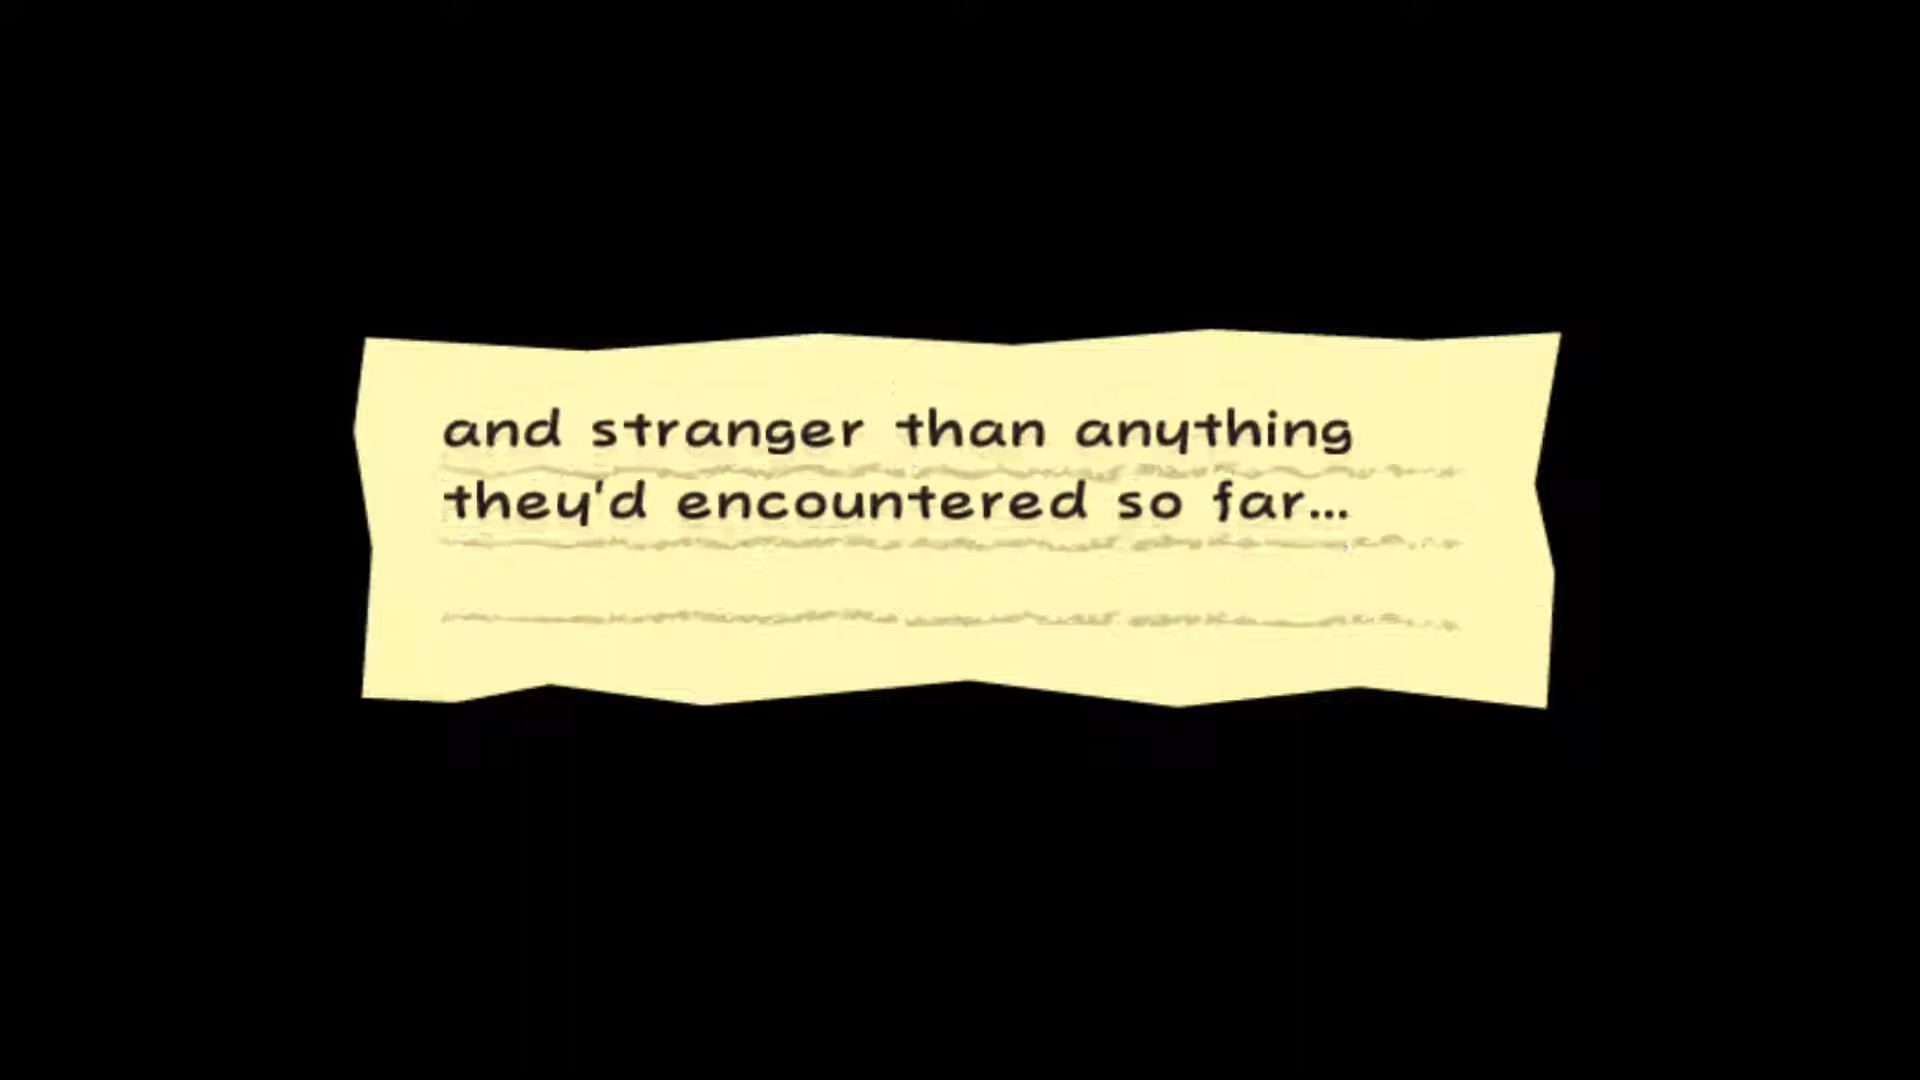 and stranger than anything
they'd encountered so far...